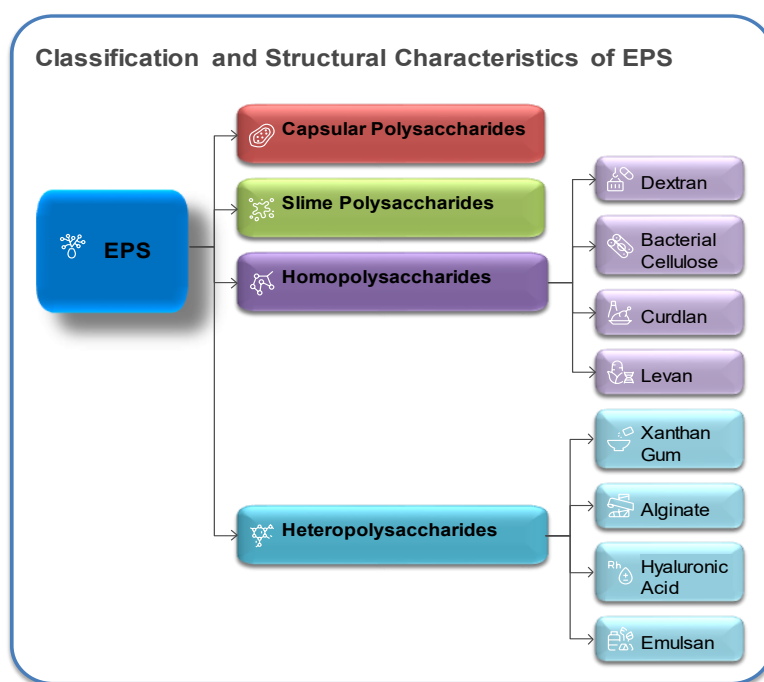 Classification and Structural Characteristics of EPS
EPS
Capsular Polysaccharides
Slime Polysaccharides
Homopolysaccharides
Dextran
Bacterial
Cellulose
Curdlan
Levan
Heteropolysaccharides
Xanthan
Gum
Alginate
Rh
Hyaluronic
Acid
Emulsan